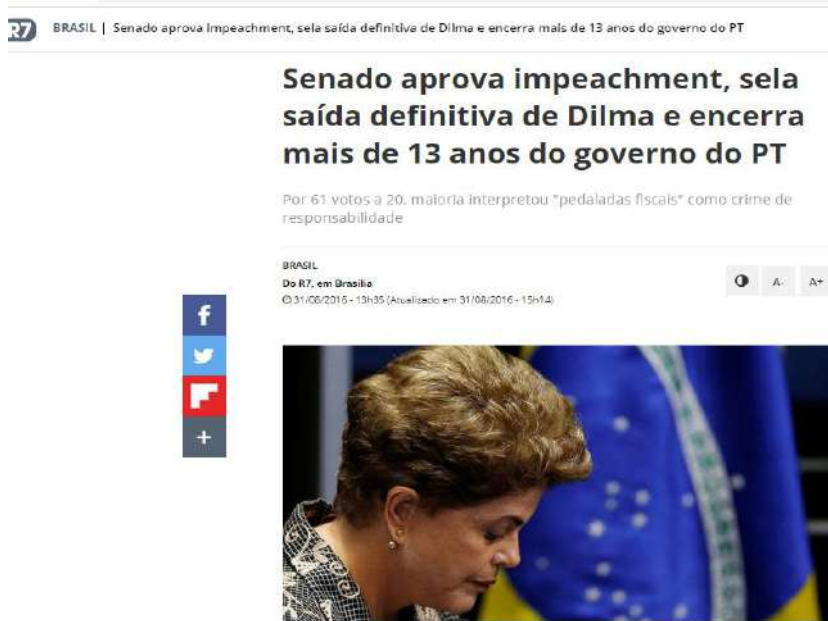 R7 BRASIL | Senado aprova impeachment, sela saída definitiva de Dilma e encerra mais de 13 anos do governo do PT
Senado aprova impeachment, sela
saída definitiva de Dilma e encerra
mais de 13 anos do governo do PT
Por 61 votos a 20, maioria interpretou "pedaladas fiscais" como crime de
responsabilidade
BRASIL
Do R7, em Brasília
31/08/2016 - 13h35 (Atualizado em 31/08/2016 - 15h14)
A- A+
f
+